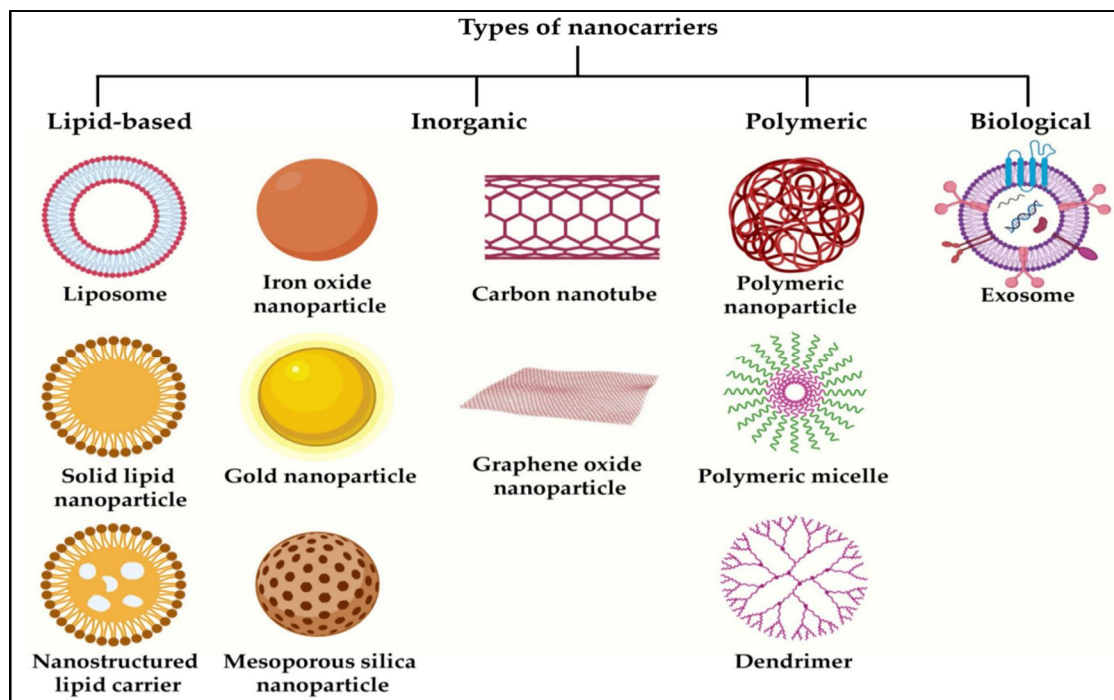 Types of nanocarriers
Lipid-based
Inorganic
Polymeric
Biological
Liposome
Iron oxide
nanoparticle
Carbon nanotube
Polymeric
nanoparticle
Exosome
Solid lipid
nanoparticle
Gold nanoparticle
Graphene oxide
nanoparticle
Polymeric micelle
Nanostructured
lipid carrier
Mesoporous silica
nanoparticle
Dendrimer